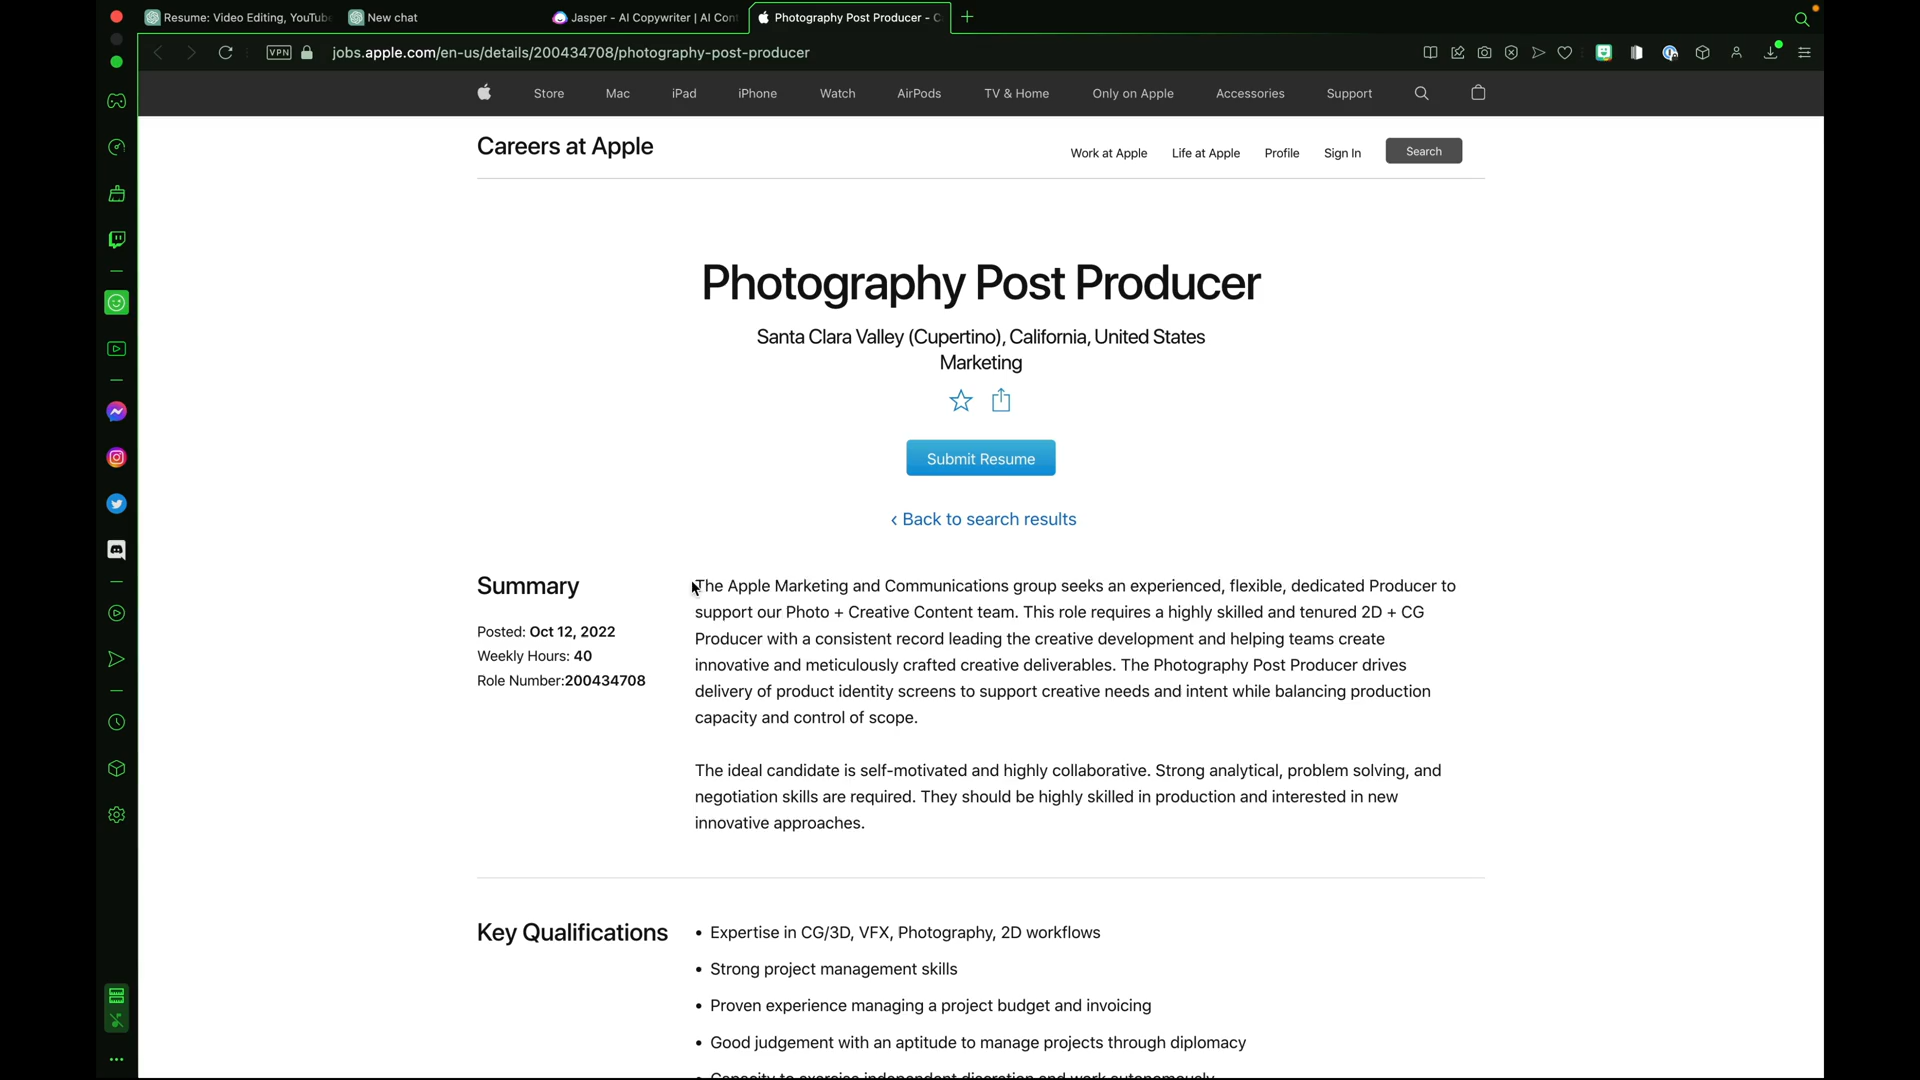 Resume: Video Editing, YouTub
New chat
Jasper - AI Copywriter | AI Cont
Photography Post Producer - C
VPN
jobs.apple.com/en-us/details/200434708/photography-post-producer
Store Mac iPad iPhone Watch AirPods TV & Home Only on Apple Accessories Support
Careers at Apple
Work at Apple Life at Apple Profile Sign In Search
Photography Post Producer
Santa Clara Valley (Cupertino), California, United States
Marketing
Submit Resume
‹ Back to search results
Summary
Posted: Oct 12, 2022
Weekly Hours: 40
Role Number:200434708
The Apple Marketing and Communications group seeks an experienced, flexible, dedicated Producer to
support our Photo + Creative Content team. This role requires a highly skilled and tenured 2D + CG
Producer with a consistent record leading the creative development and helping teams create
innovative and meticulously crafted creative deliverables. The Photography Post Producer drives
delivery of product identity screens to support creative needs and intent while balancing production
capacity and control of scope.
The ideal candidate is self-motivated and highly collaborative. Strong analytical, problem solving, and
negotiation skills are required. They should be highly skilled in production and interested in new
innovative approaches.
Key Qualifications
• Expertise in CG/3D, VFX, Photography, 2D workflows
• Strong project management skills
• Proven experience managing a project budget and invoicing
• Good judgement with an aptitude to manage projects through diplomacy
• Capacity to exercise independent discretion and work autonomously